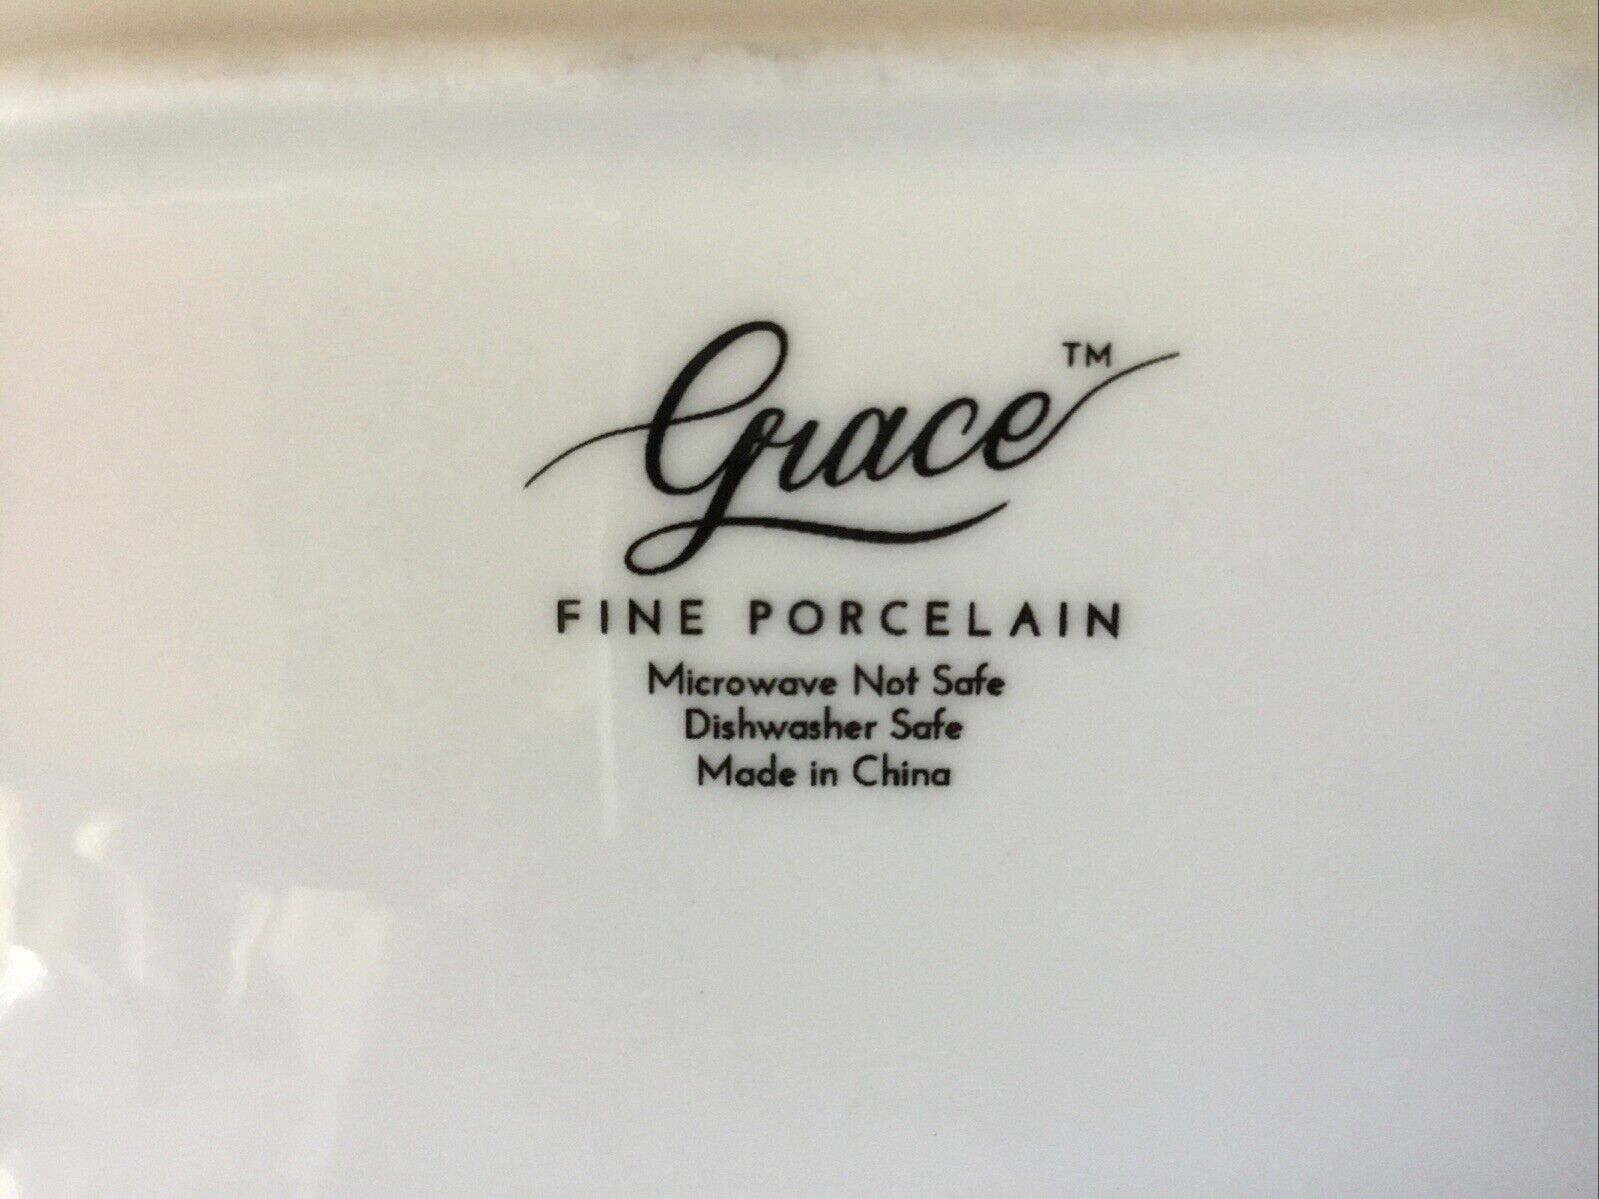 Grace™
FINE PORCELAIN
Microwave Not Safe
Dishwasher Safe
Made in China